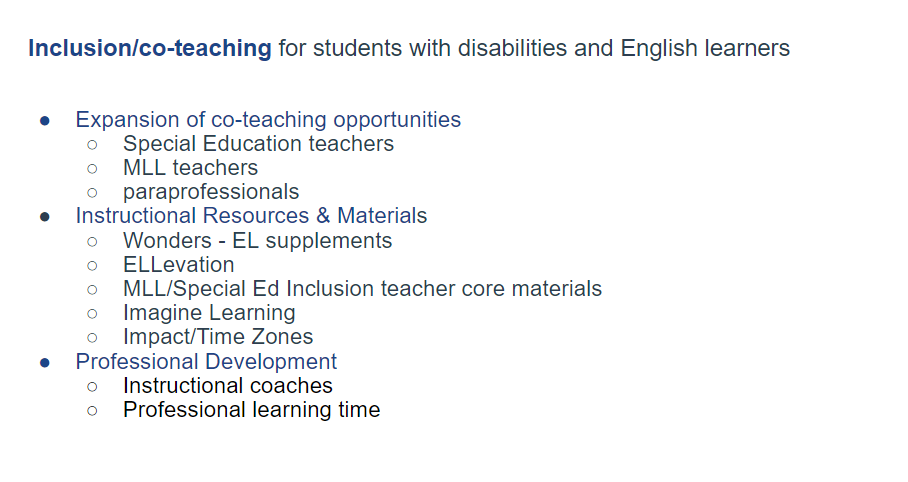 Inclusion/co-teaching for students with disabilities and English learners
● Expansion of co-teaching opportunities
○ Special Education teachers
○ MLL teachers
○ paraprofessionals
● Instructional Resources & Materials
○ Wonders - EL supplements
○ ELLevation
○ MLL/Special Ed Inclusion teacher core materials
○ Imagine Learning
○ Impact/Time Zones
● Professional Development
○ Instructional coaches
○ Professional learning time